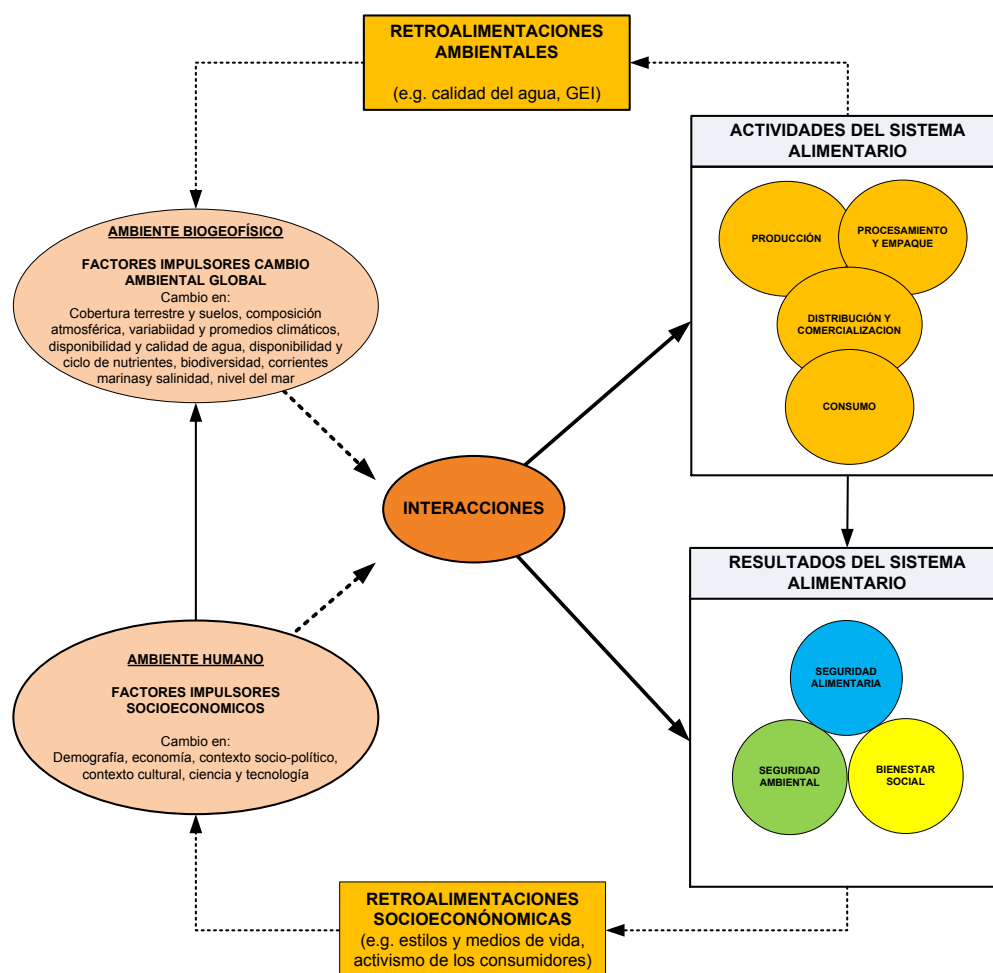 RETROALIMENTACIONES
AMBIENTALES
(e.g. calidad del agua, GEI)
ACTIVIDADES DEL SISTEMA
ALIMENTARIO
PRODUCCIÓN
PROCESAMIENTO
Y EMPAQUE
DISTRIBUCIÓN Y
COMERCIALIZACION
CONSUMO
AMBIENTE BIOGEOFÍSICO
FACTORES IMPULSORES CAMBIO
AMBIENTAL GLOBAL
Cambio en:
Cobertura terrestre y suelos, composición
atmosférica, variabiidad y promedios climáticos,
disponibilidad y calidad de agua, disponibilidad y
ciclo de nutrientes, biodiversidad, corrientes
marinasy salinidad, nivel del mar
INTERACCIONES
RESULTADOS DEL SISTEMA
ALIMENTARIO
SEGURIDAD
ALIMENTARIA
SEGURIDAD
AMBIENTAL
BIENESTAR
SOCIAL
AMBIENTE HUMANO
FACTORES IMPULSORES
SOCIOECONOMICOS
Cambio en:
Demografía, economía, contexto socio-político,
contexto cultural, ciencia y tecnología
RETROALIMENTACIONES
SOCIOECONÓNOMICAS
(e.g. estilos y medios de vida,
activismo de los consumidores)